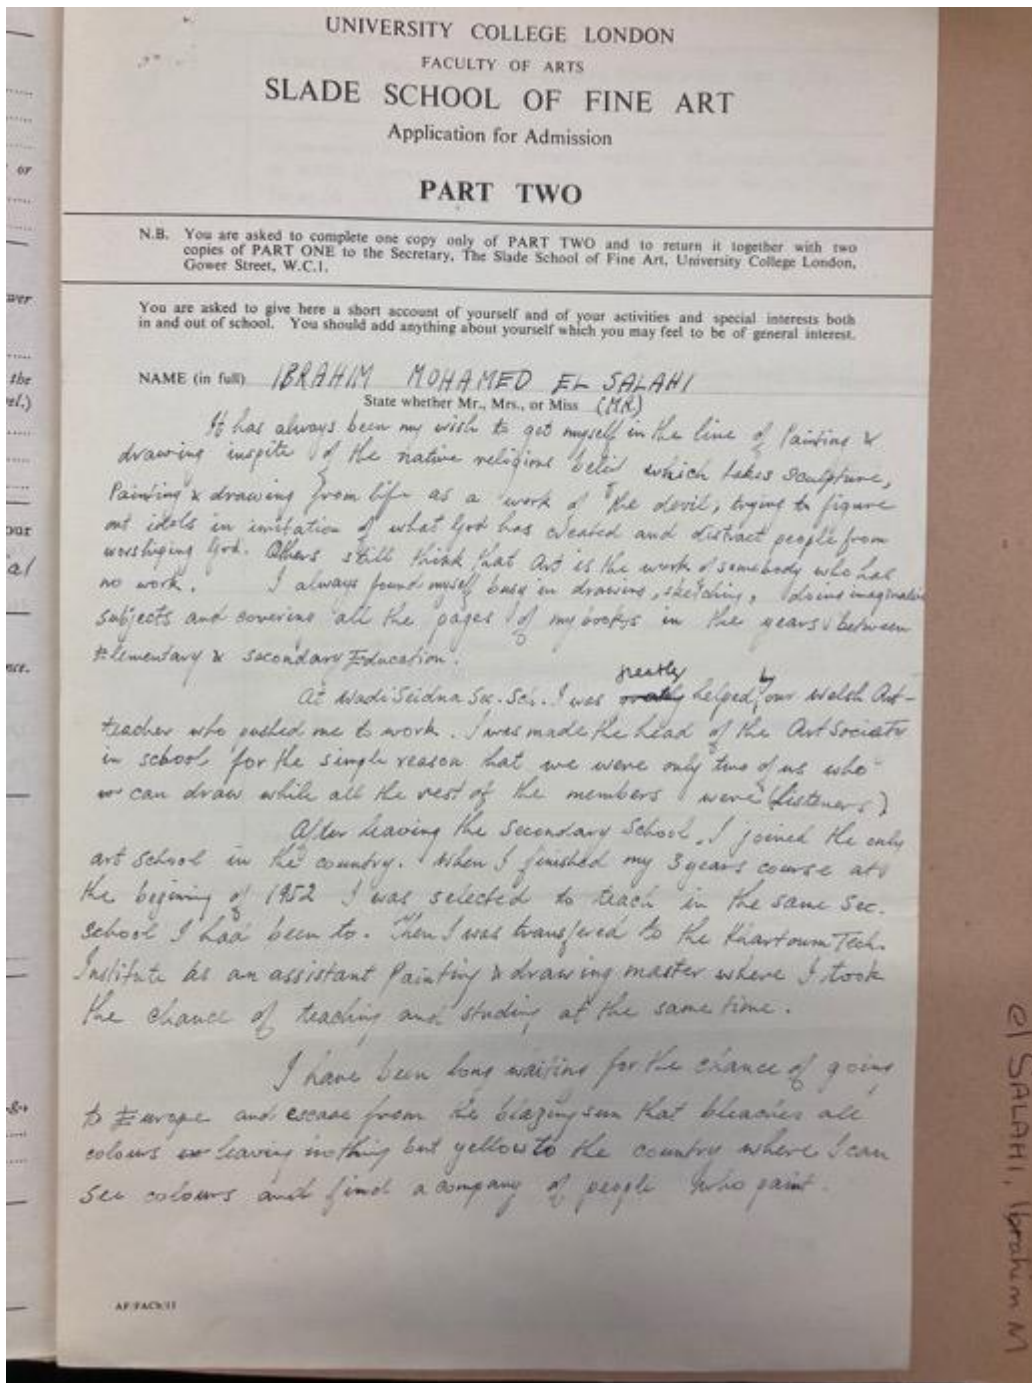 UNIVERSITY COLLEGE LONDON
FACULTY OF ARTS
SLADE SCHOOL OF FINE ART
Application for Admission
PART TWO
N.B. You are asked to complete one copy only of PART TWO and to return it together with two
copies of PART ONE to the Secretary, The Slade School of Fine Art, University College London,
Gower Street, W.C.1.
You are asked to give here a short account of yourself and of your activities and special interests both
in and out of school. You should add anything about yourself which you may feel to be of general interest.
NAME (in full) IBRAHIM MOHAMED EL SALAHI
State whether Mr., Mrs., or Miss (MR)
It has always been my wish to get myself in the line of Painting &
drawing inspite of the native religious which takes sculpture,
Painting & drawing from life as a work of the devil, trying to figure
out idols in imitation of what God has created and distract people from
worshiping God. Others still think that Art is the work of somebody who has
no work. I always found myself busy in drawing, sketching, doing imaginative
subjects and covering all the pages of my books in the years between
Elementary & secondary Education.
At Wadi Seidna Sec. Sch. I was greatly helped by our Welsh Art-
teacher who pushed me to work. I was made the head of the Art Society
in school for the simple reason that we were only two of us who
can draw while all the rest of the members were (listeners)
After leaving the Secondary School, I joined the only
art school in the country. When I finished my 3 years course at
the begining of 1952 I was selected to teach in the same sec.
school I had been to. Then I was transfered to the Khartoum Tech.
Institute as an assistant Painting & drawing master where I took
the chance of teaching and studing at the same time.
I have been long waiting for the chance of going
to Europe and escape from the blazing sun that bleaches all
colours leaving nothing but yellow to the country where I can
see colours and find a company of people who paint.
AF/FAC9/11
el SALAHI, Ibrahim M